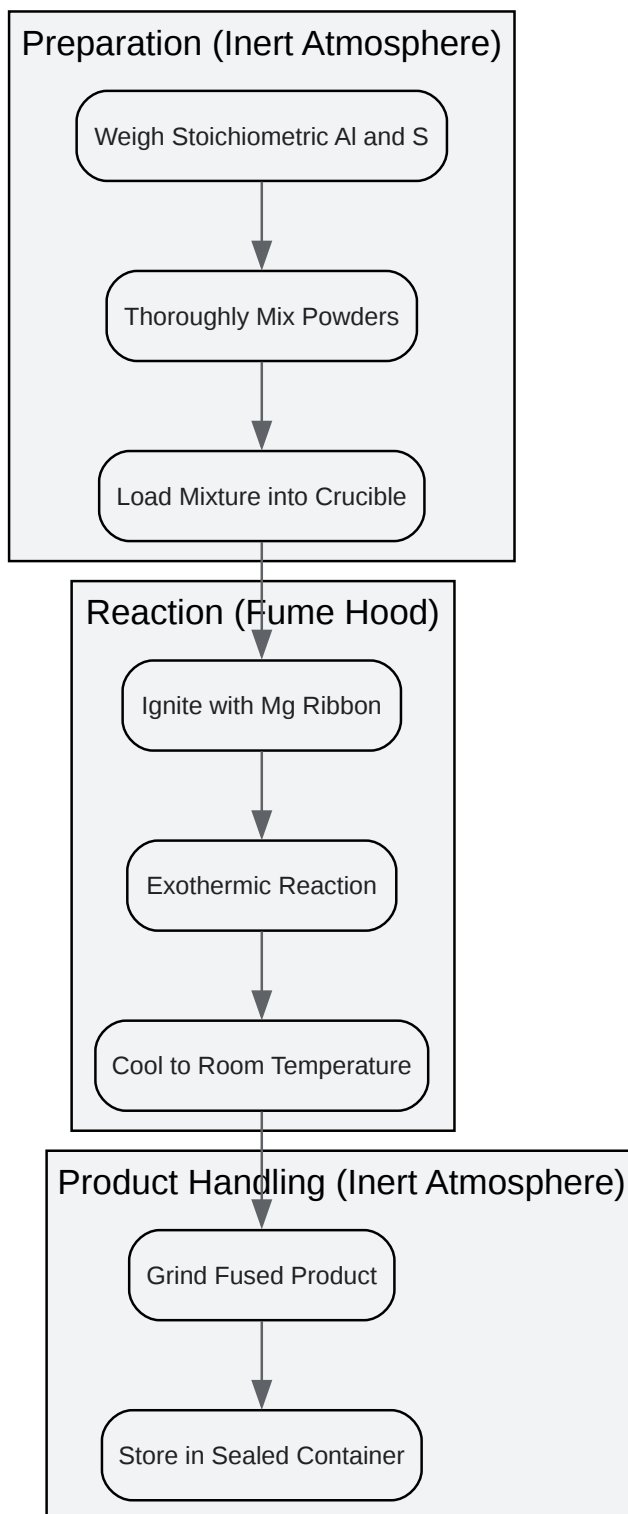 Preparation (Inert Atmosphere)
Weigh Stoichiometric Al and S
Thoroughly Mix Powders
Load Mixture into Crucible
Reaction (Fume Hood)
Ignite with Mg Ribbon
Exothermic Reaction
Cool to Room Temperature
Product Handling (Inert Atmosphere)
Grind Fused Product
Store in Sealed Container